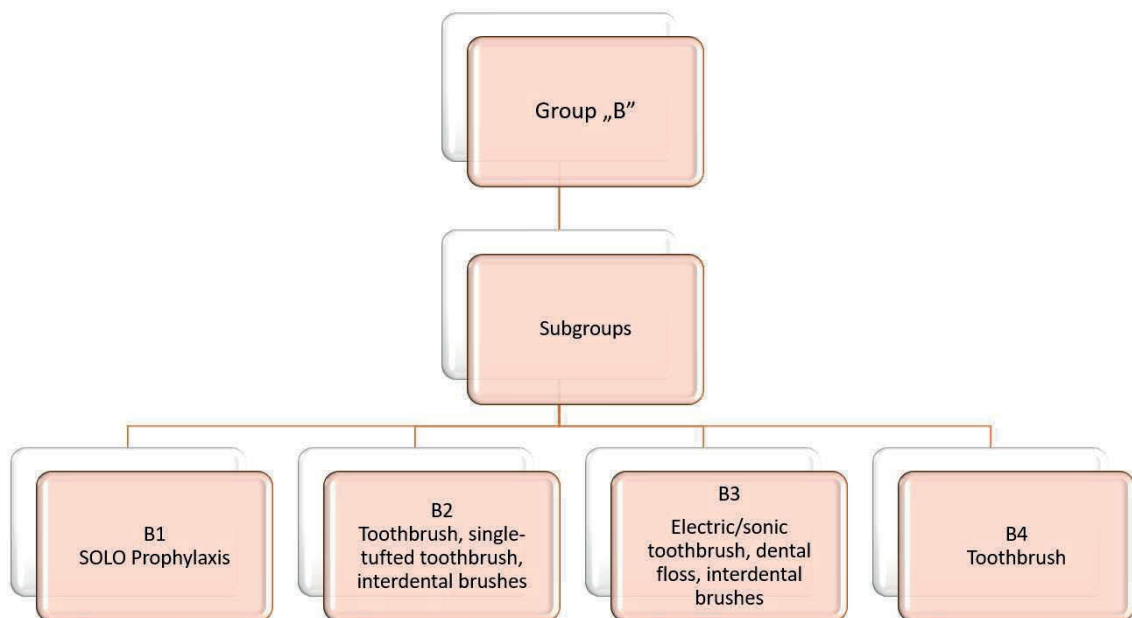 Group „B”
Subgroups
B1
SOLO Prophylaxis
B2
Toothbrush, single-
tufted toothbrush,
interdental brushes
B3
Electric/sonic
toothbrush, dental
floss, interdental
brushes
B4
Toothbrush